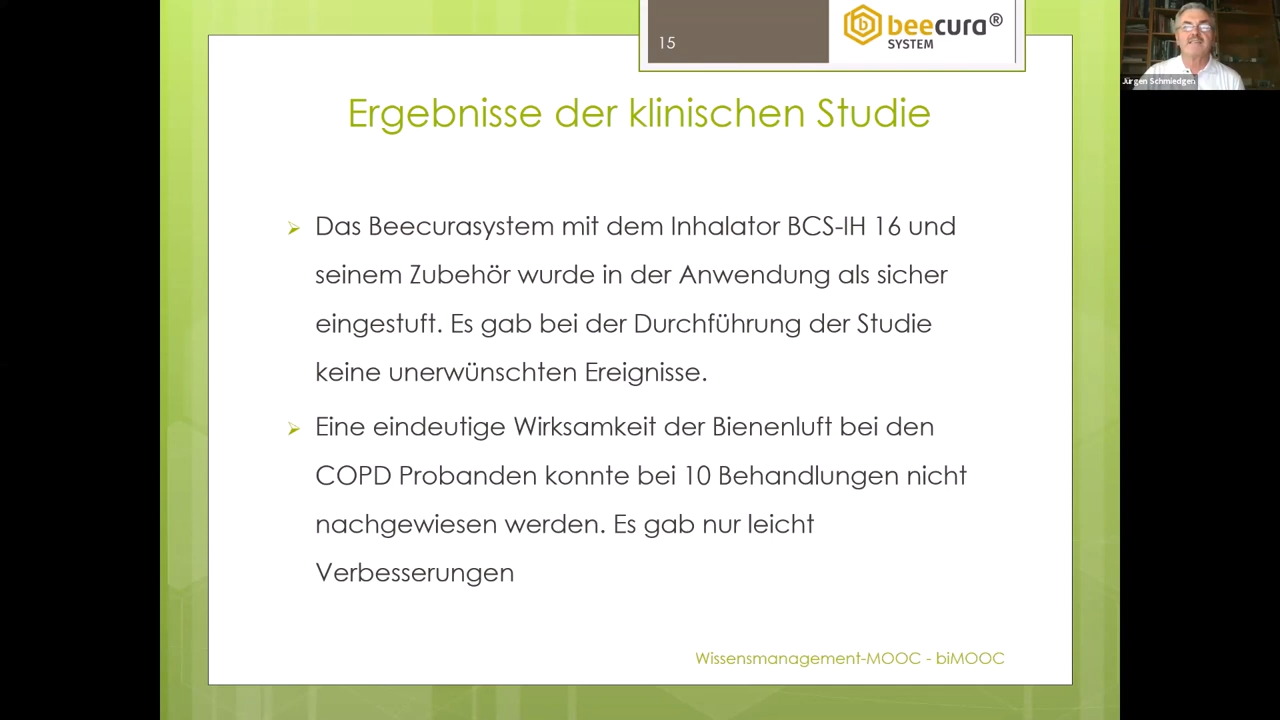 15
beecura®
SYSTEM
Jürgen Schmiedgen
Ergebnisse der klinischen Studie
Das Beecurasystem mit dem Inhalator BCS-IH 16 und
seinem Zubehör wurde in der Anwendung als sicher
eingestuft. Es gab bei der Durchführung der Studie
keine unerwünschten Ereignisse.
Eine eindeutige Wirksamkeit der Bienenluft bei den
COPD Probanden konnte bei 10 Behandlungen nicht
nachgewiesen werden. Es gab nur leicht
Verbesserungen
Wissensmanagement-MOOC - biMOOC